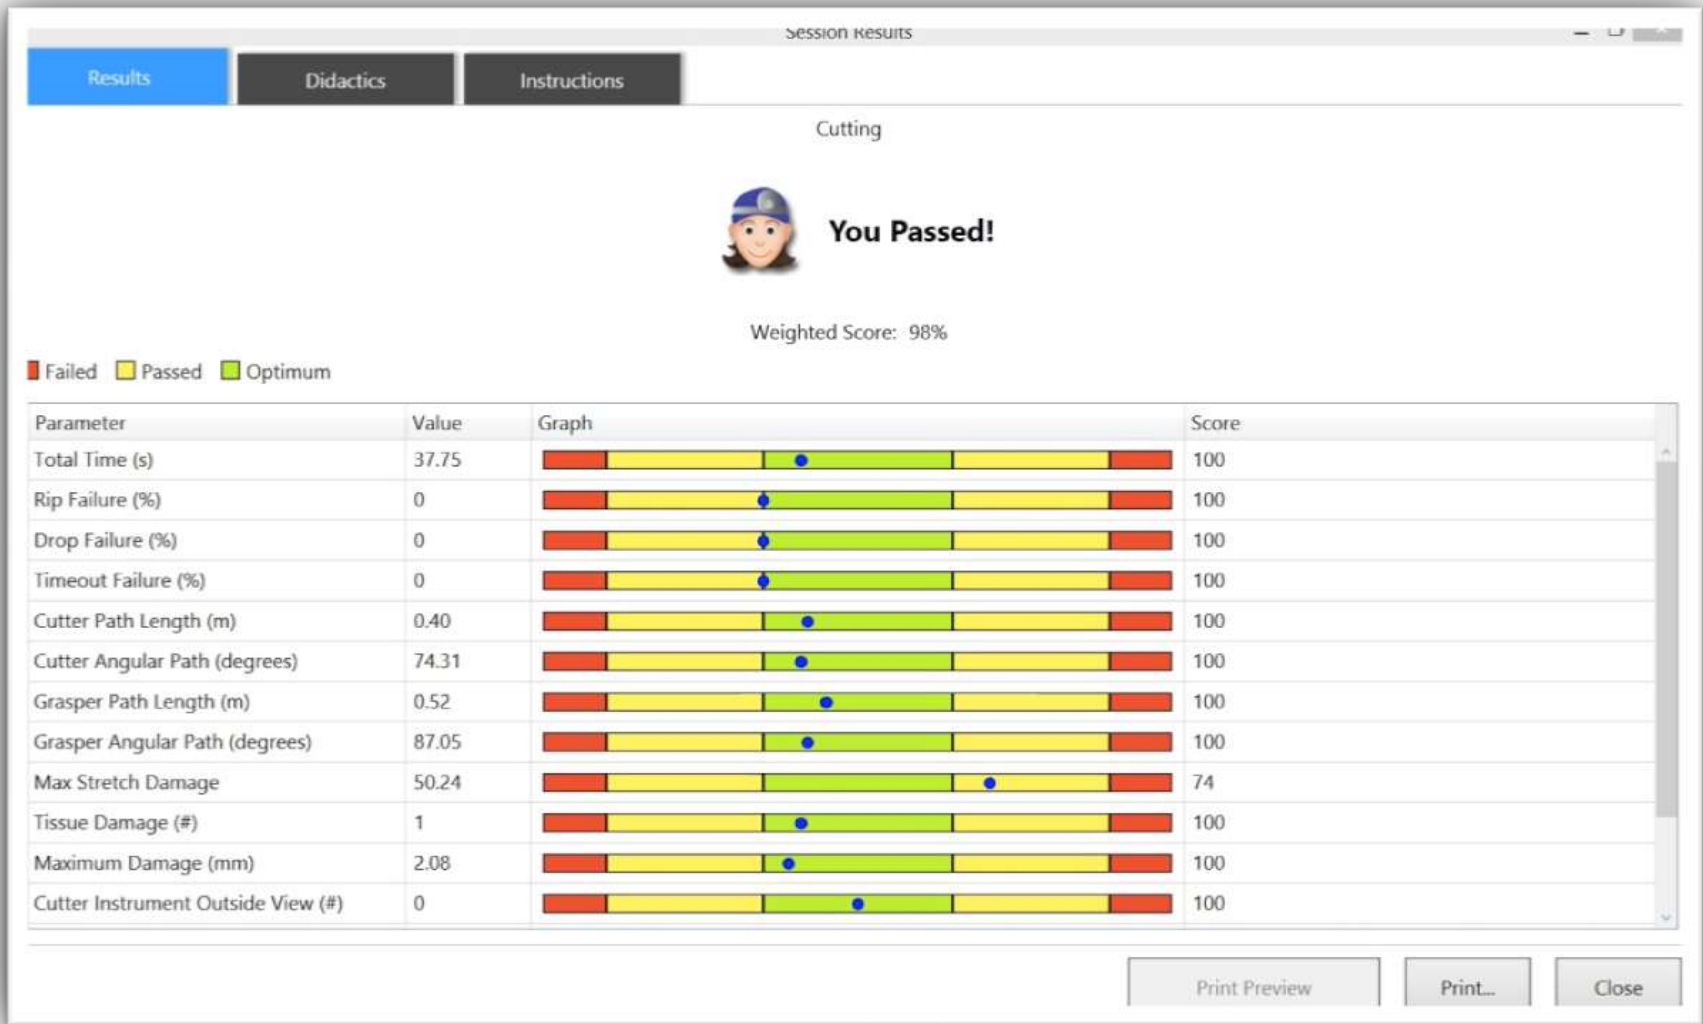 Session Results
Results Didactics Instructions
Cutting
You Passed!
Weighted Score: 98%
Failed Passed Optimum
Parameter Value Graph Score
Total Time (s) 37.75 100
Rip Failure (%) 0 100
Drop Failure (%) 0 100
Timeout Failure (%) 0 100
Cutter Path Length (m) 0.40 100
Cutter Angular Path (degrees) 74.31 100
Grasper Path Length (m) 0.52 100
Grasper Angular Path (degrees) 87.05 100
Max Stretch Damage 50.24 74
Tissue Damage (#) 1 100
Maximum Damage (mm) 2.08 100
Cutter Instrument Outside View (#) 0 100
Print Preview Print... Close